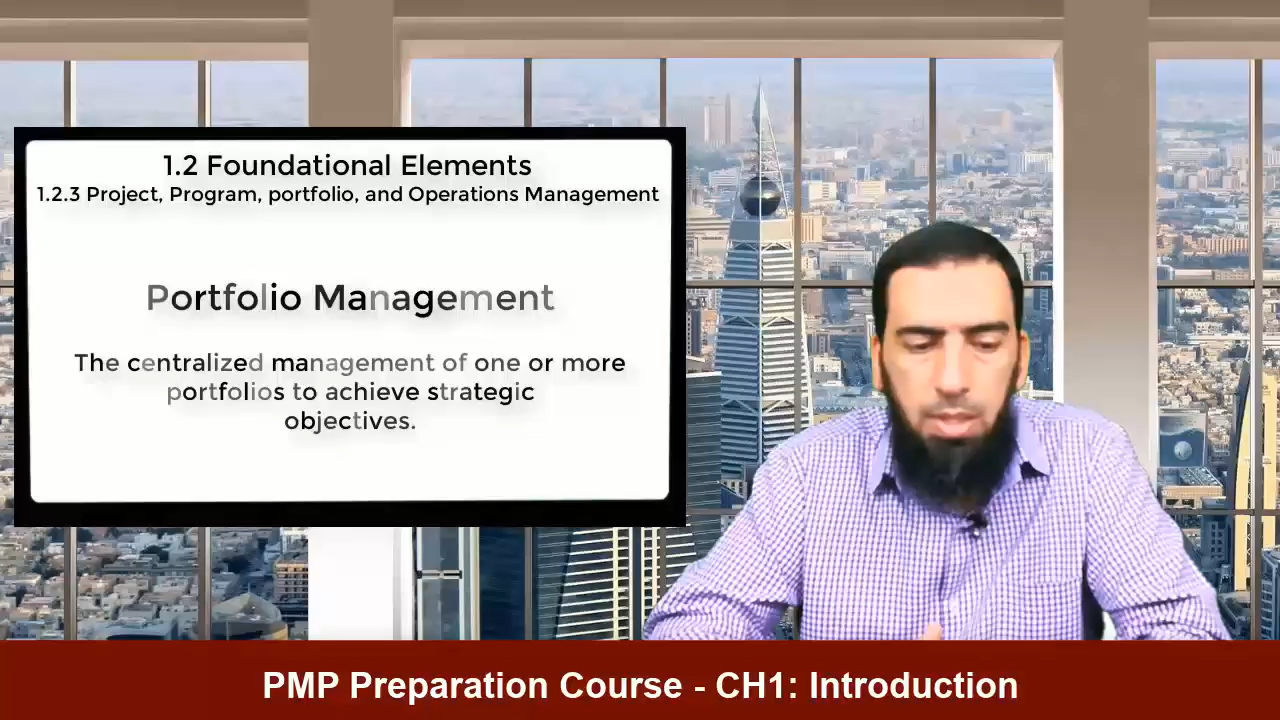 1.2 Foundational Elements
1.2.3 Project, Program, portfolio, and Operations Management
Portfolio Management
The centralized management of one or more
portfolios to achieve strategic
objectives.
PMP Preparation Course - CH1: Introduction